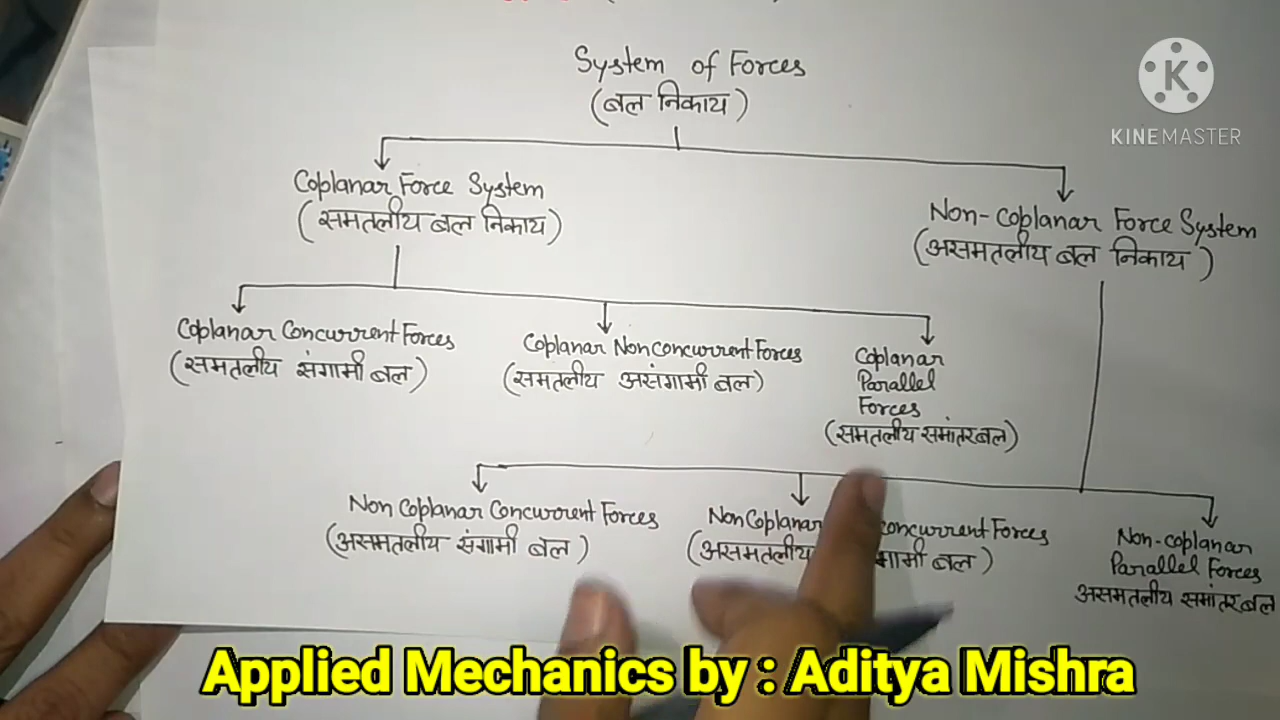 System of Forces
(बल निकाय)
KINEMASTER
Coplanar Force System
(समतलीय बल निकाय)
Non-Coplanar Force System
(असमतलीय बल निकाय)
Coplanar Concurrent Forces
(समतलीय संगामी बल)
Coplanar Nonconcurrent Forces
(समतलीय असंगामी बल)
Coplanar
Parallel
Forces
(समतलीय समांतर बल)
Non Coplanar Concurrent Forces
(असमतलीय संगामी बल)
Non Coplanar concurrent Forces
(असमतलीय बल)
Non-coplanar
Parallel Forces
असमतलीय समांतर बल
Applied Mechanics by : Aditya Mishra